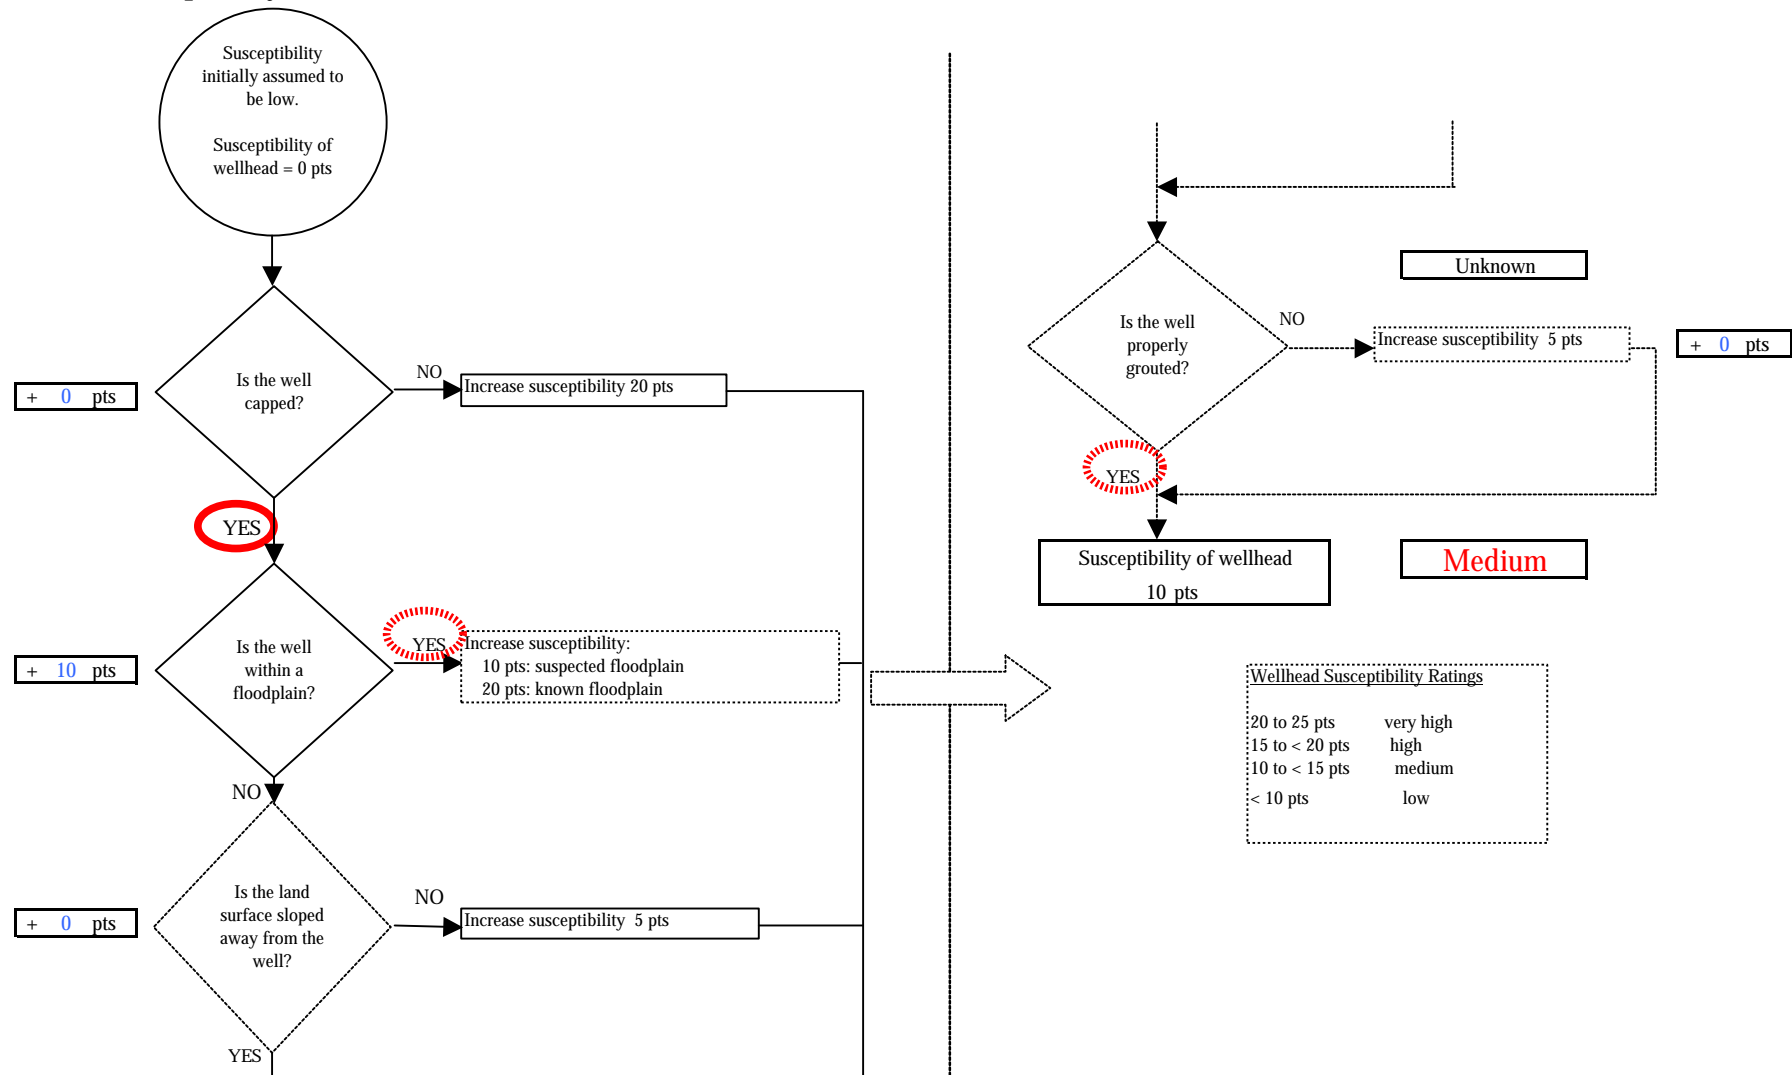 Susceptibility
initially assumed to
be low.
Susceptibility of
wellhead = 0 pts
Is the well
capped?
NO
Increase susceptibility 20 pts
+ 0 pts
YES
Is the well
within a
floodplain?
YES
Increase susceptibility:
10 pts: suspected floodplain
20 pts: known floodplain
+ 10 pts
NO
Is the land
surface sloped
away from the
well?
NO
Increase susceptibility 5 pts
+ 0 pts
YES
Unknown
Is the well
properly
grouted?
NO
Increase susceptibility 5 pts
+ 0 pts
YES
Susceptibility of wellhead
10 pts
Medium
Wellhead Susceptibility Ratings
20 to 25 pts very high
15 to < 20 pts high
10 to < 15 pts medium
< 10 pts low